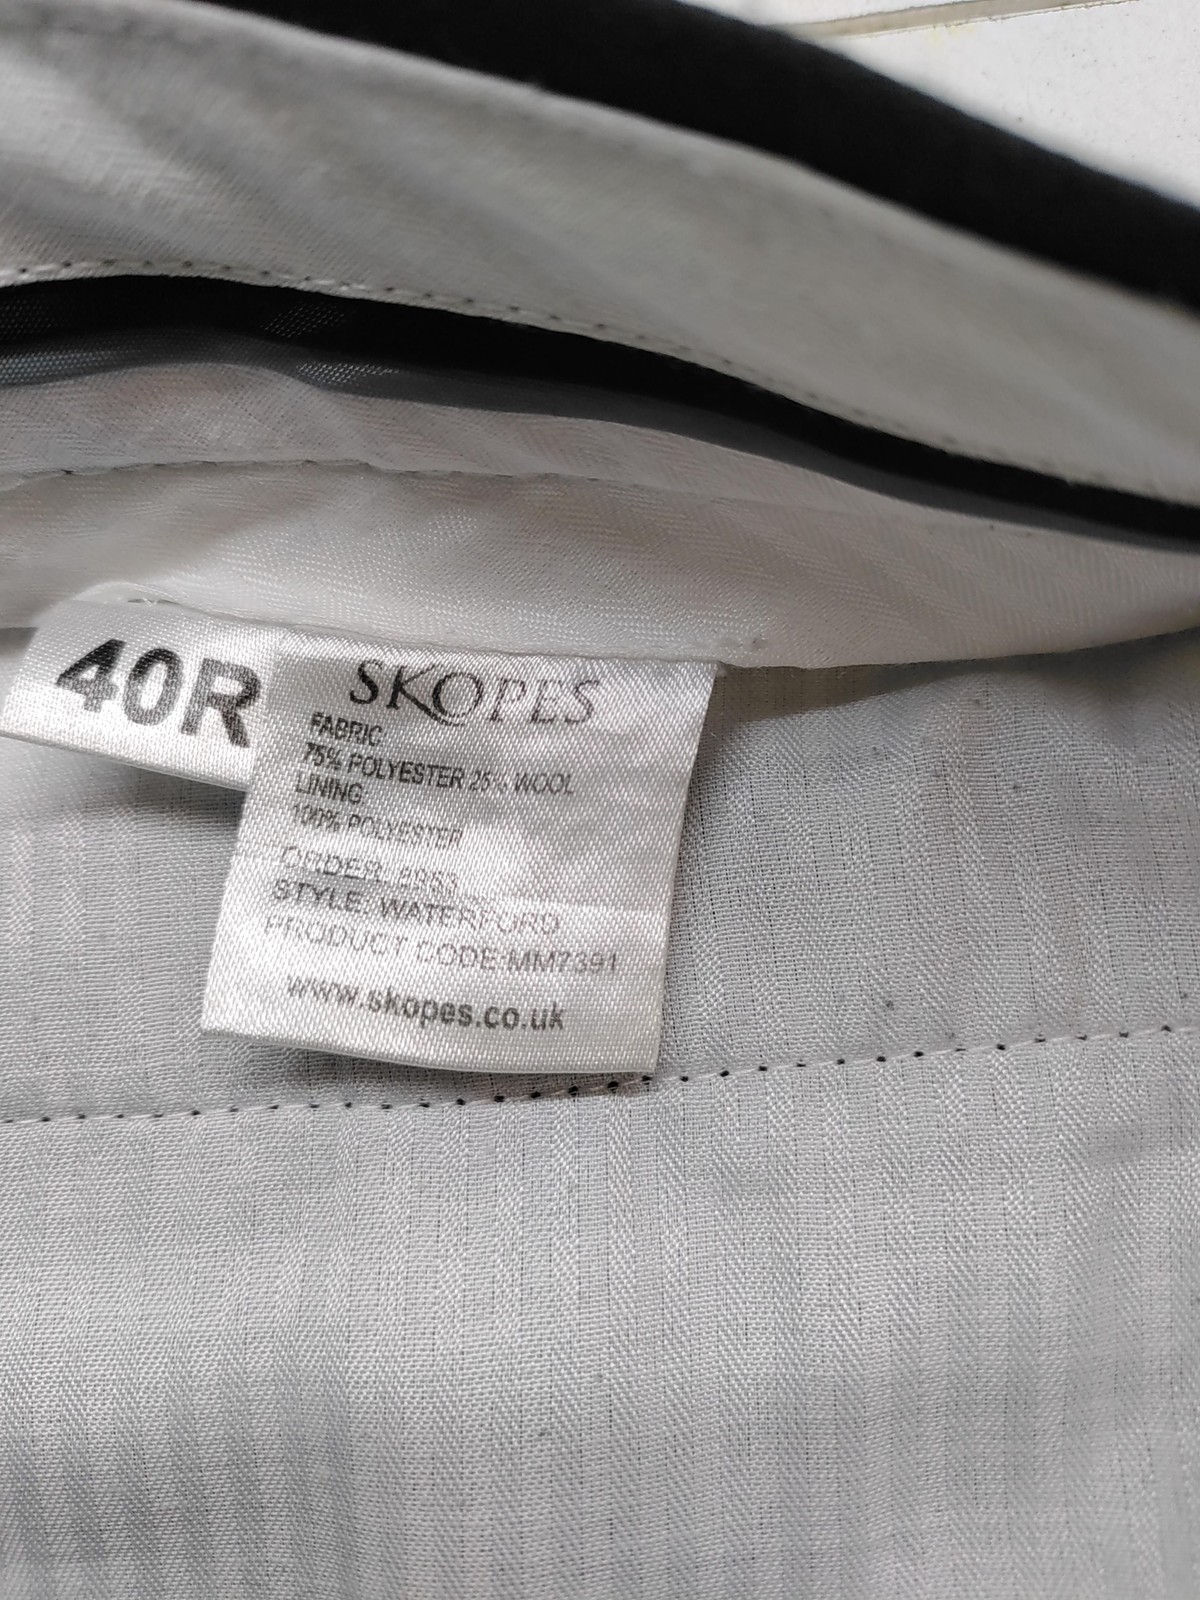 40R
SKOPES
FABRIC
75% POLYESTER 25% WOOL
LINING
100% POLYESTER
ORDER:
STYLE: WATERFORD
PRODUCT CODE:MM7391
www.skopes.co.uk